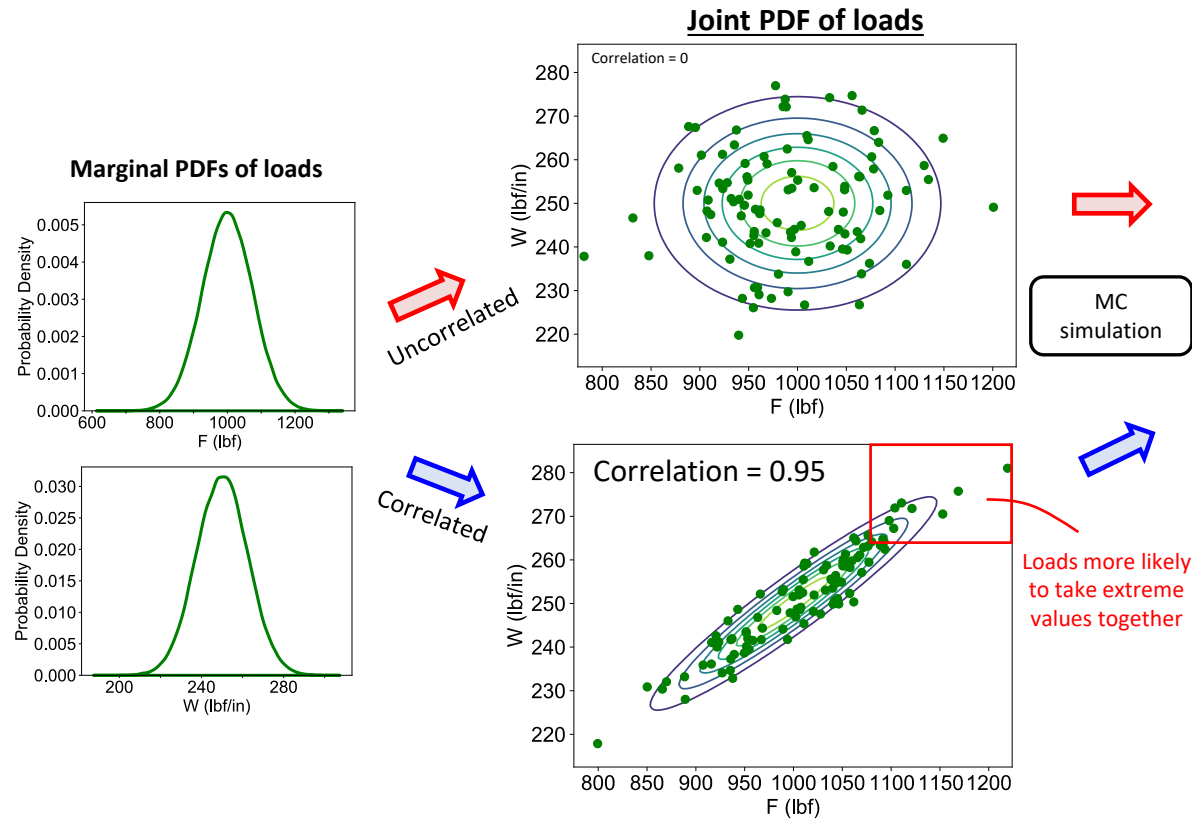 Joint PDF of loads
Marginal PDFs of loads
Probability Density
0.005
0.004
0.003
0.002
0.001
0.000
600
800
1000
1200
F (lbf)
Probability Density
0.030
0.025
0.020
0.015
0.010
0.005
0.000
200
240
280
W (lbf/in)
Uncorrelated
Correlated
Correlation = 0
W (lbf/in)
280
270
260
250
240
230
220
800
850
900
950
1000
1050
1100
1150
1200
F (lbf)
Correlation = 0.95
W (lbf/in)
280
270
260
250
240
230
220
800
850
900
950
1000
1050
1100
1150
1200
F (lbf)
MC
simulation
Loads more likely
to take extreme
values together